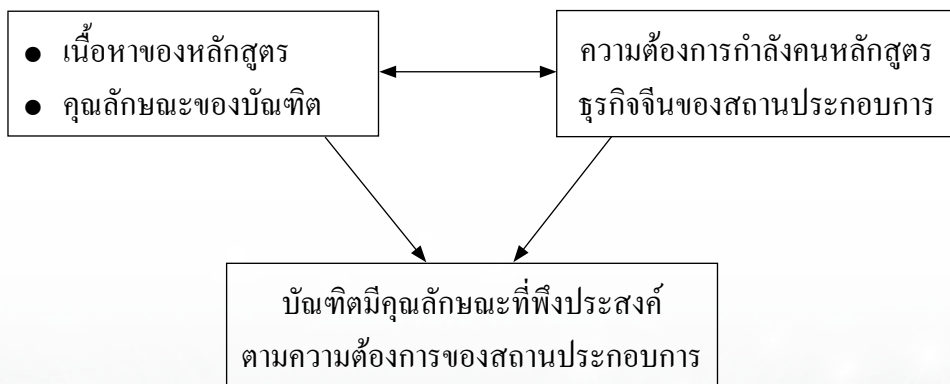 ● เนื้อหาของหลักสูตร
● คุณลักษณะของบัณฑิต
ความต้องการกำลังคนหลักสูตร
ธุรกิจจีนของสถานประกอบการ
บัณฑิตมีคุณลักษณะที่พึงประสงค์
ตามความต้องการของสถานประกอบการ